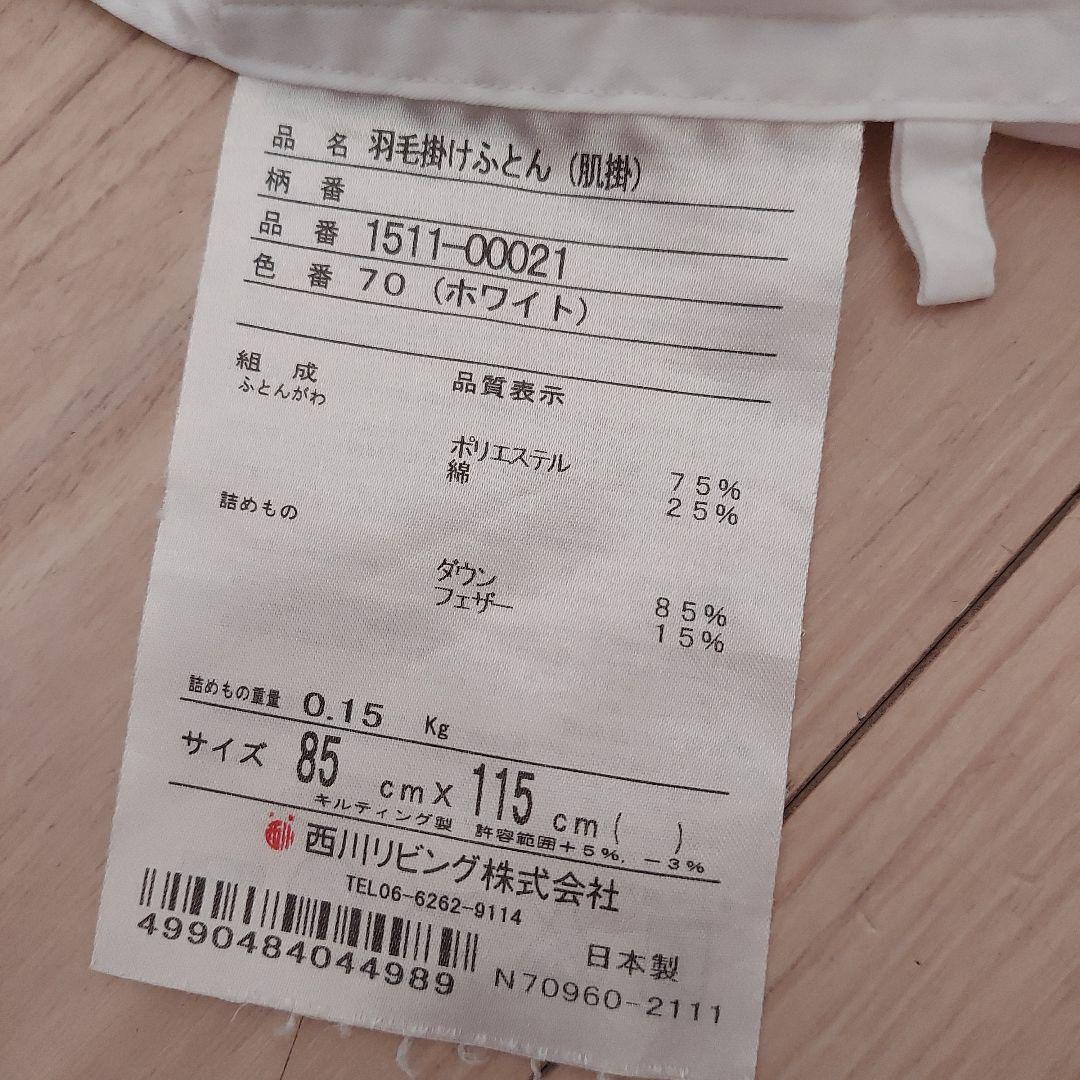 品 名 羽毛掛けふとん (肌掛)
柄 番
品 番 1511-00021
色 番 70 (ホワイト)
組 成 品質表示
ふとんがわ
ポリエステル 75%
綿 25%
詰めもの
ダウン 85%
フェザー 15%
詰めもの重量 0.15 Kg
サイズ 85 cm X 115 cm ( )
キルティング製 許容範囲+5%, -3%
西川 西川リビング株式会社
TEL06-6262-9114
日本製
4990484044989 N70960-2111